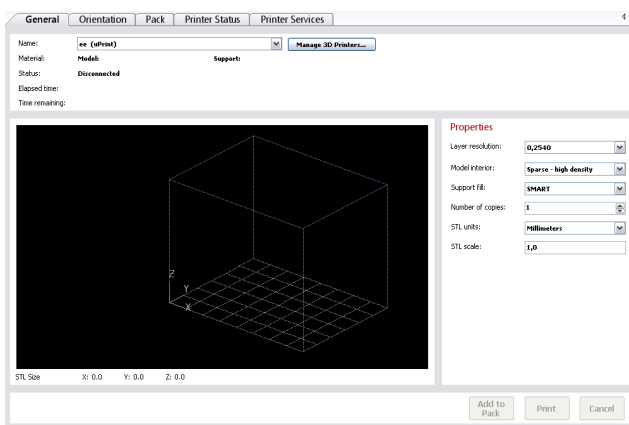 General Orientation Pack Printer Status Printer Services
Name: ee (uPrint) Manage 3D Printers...
Material: Model: Support:
Status: Disconnected
Elapsed time:
Time remaining:
Properties
Layer resolution: 0,2540
Model interior: Sparse - high density
Support fill: SMART
Number of copies: 1
STL units: Millimeters
STL scale: 1,0
Z
Y
X
STL Size X: 0.0 Y: 0.0 Z: 0.0
Add to Pack Print Cancel